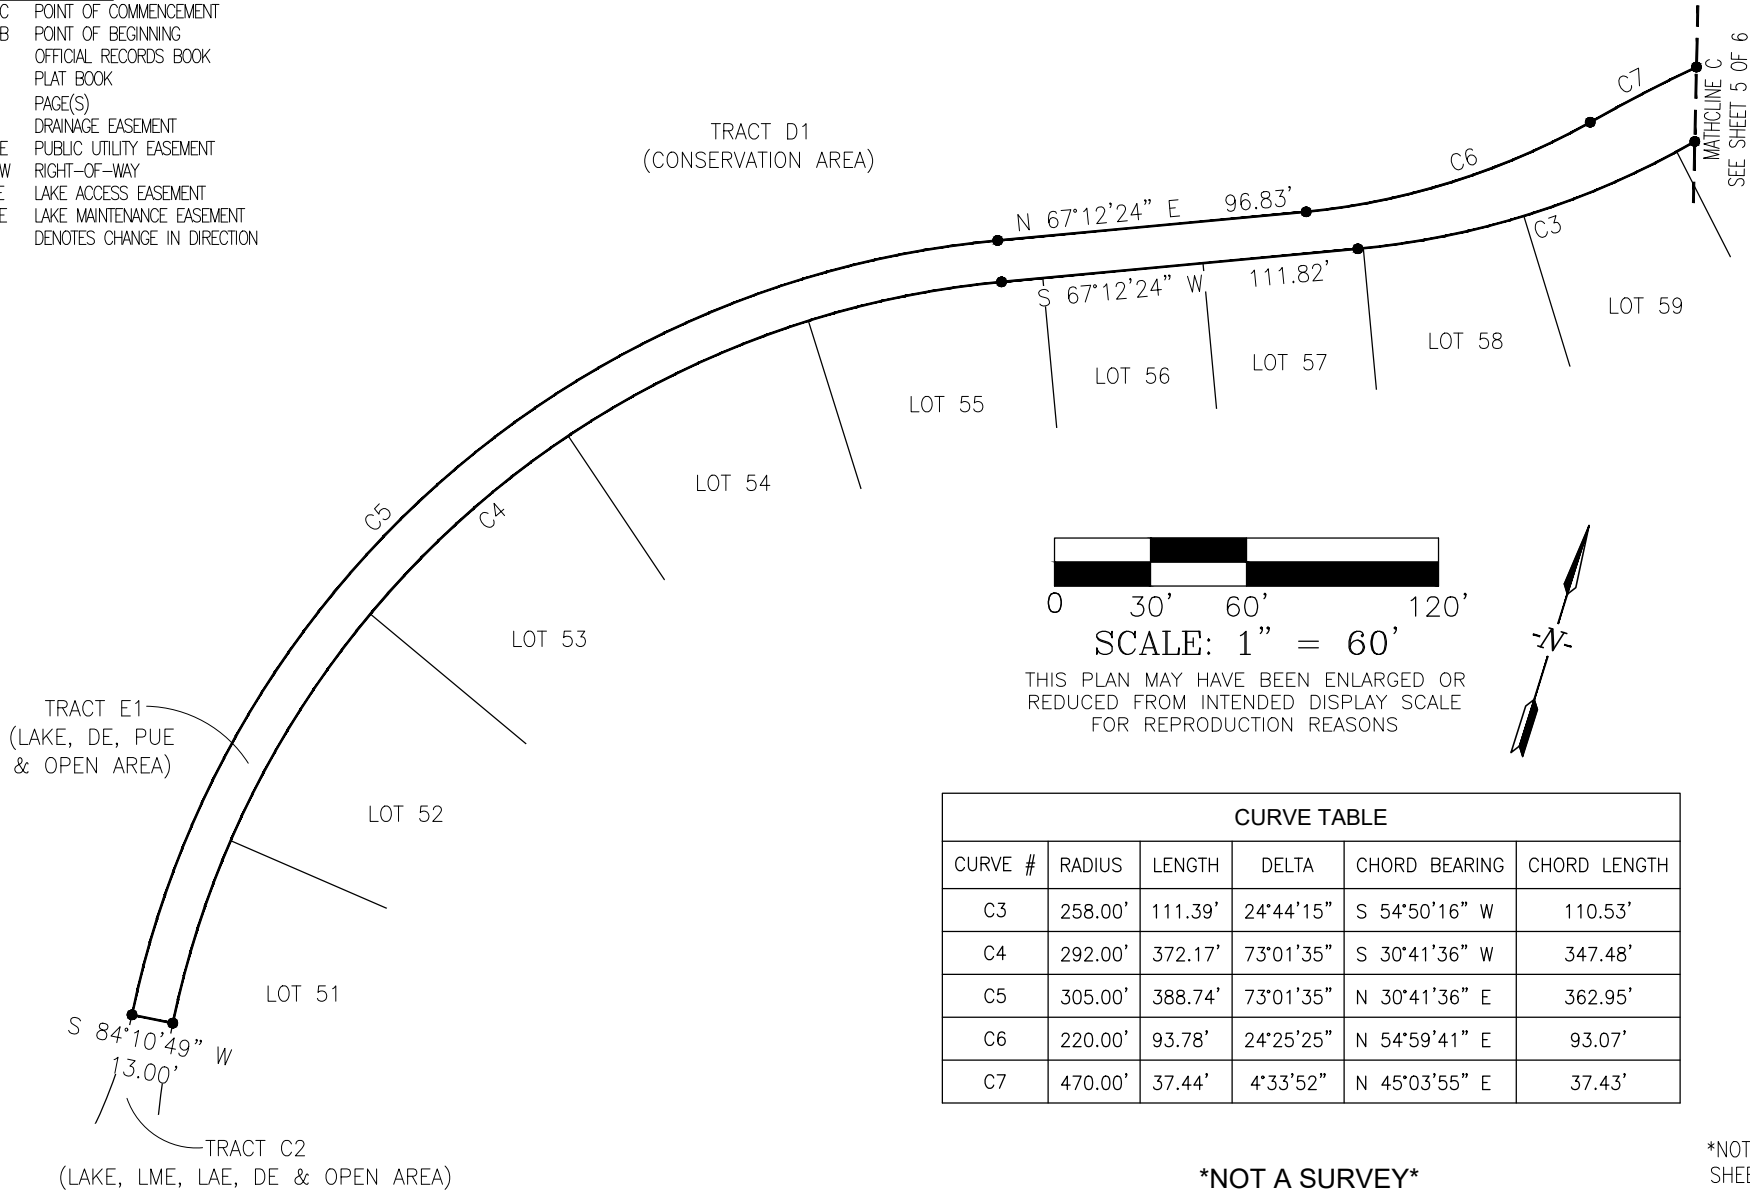 C POINT OF COMMENCEMENT
B POINT OF BEGINNING
OFFICIAL RECORDS BOOK
PLAT BOOK
PAGE(S)
DRAINAGE EASEMENT
E PUBLIC UTILITY EASEMENT
W RIGHT-OF-WAY
E LAKE ACCESS EASEMENT
E LAKE MAINTENANCE EASEMENT
DENOTES CHANGE IN DIRECTION
TRACT D1
(CONSERVATION AREA)
C7
MATHCLINE C
SEE SHEET 5 OF 6
C6
N 67°12'24" E 96.83'
C3
S 67°12'24" W 111.82'
LOT 59
LOT 58
LOT 57
LOT 56
LOT 55
LOT 54
C5
C4
LOT 53
LOT 52
LOT 51
TRACT E1
(LAKE, DE, PUE
& OPEN AREA)
S 84°10'49" W
13.00'
TRACT C2
(LAKE, LME, LAE, DE & OPEN AREA)
0 30' 60' 120'
SCALE: 1" = 60'
THIS PLAN MAY HAVE BEEN ENLARGED OR
REDUCED FROM INTENDED DISPLAY SCALE
FOR REPRODUCTION REASONS
-N-
CURVE TABLE
CURVE # RADIUS LENGTH DELTA CHORD BEARING CHORD LENGTH
C3 258.00' 111.39' 24°44'15" S 54°50'16" W 110.53'
C4 292.00' 372.17' 73°01'35" S 30°41'36" W 347.48'
C5 305.00' 388.74' 73°01'35" N 30°41'36" E 362.95'
C6 220.00' 93.78' 24°25'25" N 54°59'41" E 93.07'
C7 470.00' 37.44' 4°33'52" N 45°03'55" E 37.43'
*NOT A SURVEY*
*NOT
SHEE